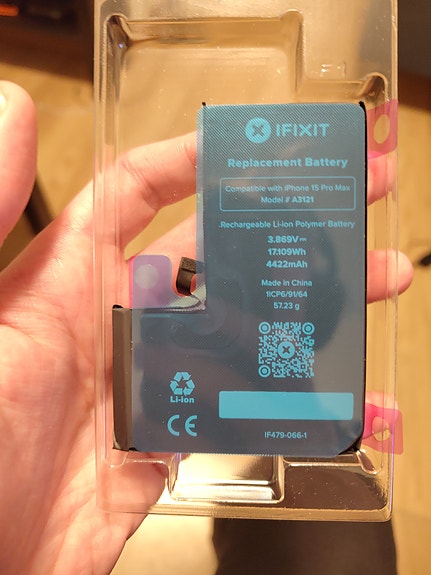 IFIXIT
Replacement Battery
Compatible with iPhone 15 Pro Max
Model # A3121
Rechargeable Li-ion Polymer Battery
3.869V
17.109Wh
4422mAh
Made in China
1ICP6/91/64
57.23 g
Li-ion
CE
IF479-066-1